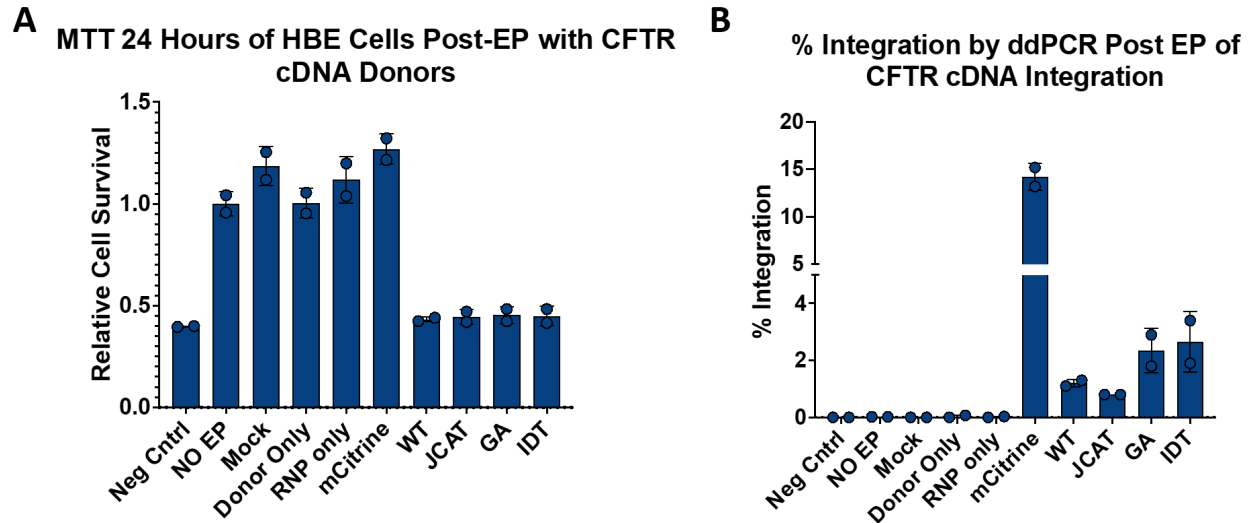 A
MTT 24 Hours of HBE Cells Post-EP with CFTR
cDNA Donors
Relative Cell Survival
1.5
1.0
0.5
0.0
Neg Cntrl
NO EP
Mock
Donor Only
RNP only
mCitrine
WT
JCAT
GA
IDT
B
% Integration by ddPCR Post EP of
CFTR cDNA Integration
% Integration
20
15
10
5
4
2
0
Neg Cntrl
NO EP
Mock
Donor Only
RNP only
mCitrine
WT
JCAT
GA
IDT